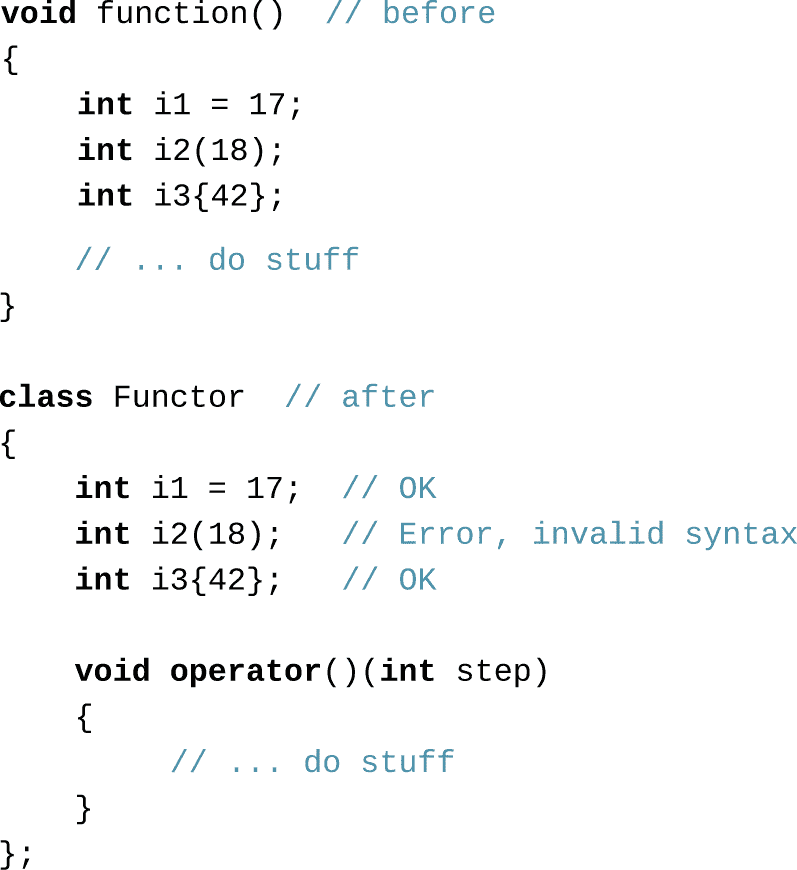 void function()  // before
{
    int i1 = 17;
    int i2(18);
    int i3{42};
    // ... do stuff
}
class Functor  // after
{
    int i1 = 17;  // OK
    int i2(18);   // Error, invalid syntax
    int i3{42};   // OK
    void operator()(int step)
    {
         // ... do stuff
    }
};